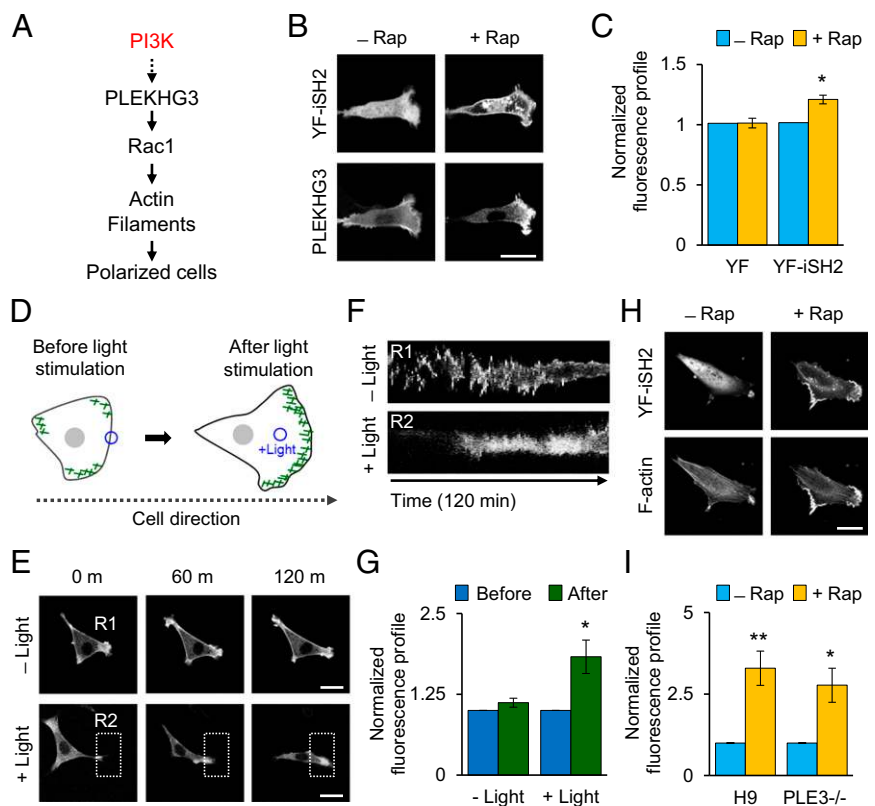 A
PI3K
PLEKHG3
Rac1
Actin
Filaments
Polarized cells
B
– Rap + Rap
YF-iSH2
PLEKHG3
C
– Rap + Rap
Normalized
fluorescence profile
1.5
1
0.5
0
*
YF YF-iSH2
D
Before light
stimulation
After light
stimulation
+Light
Cell direction
E
0 m 60 m 120 m
– Light
R1
+ Light
R2
F
– Light
R1
+ Light
R2
Time (120 min)
G
Before After
Normalized
fluorescence profile
2.5
1.25
0
*
- Light + Light
H
– Rap + Rap
YF-iSH2
F-actin
I
– Rap + Rap
Normalized
fluorescence profile
5
2.5
0
** *
H9 PLE3-/-